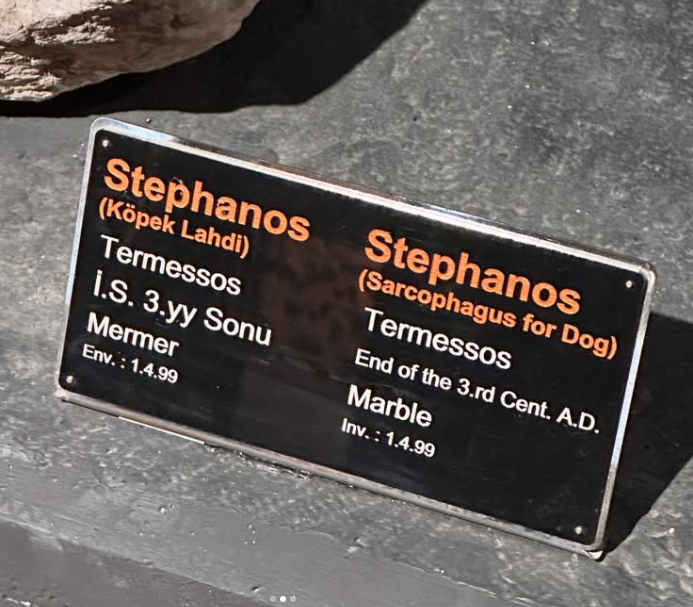 Stephanos
(Köpek Lahdi)
Termessos
İ.S. 3.yy Sonu
Mermer
Env. : 1.4.99
Stephanos
(Sarcophagus for Dog)
Termessos
End of the 3.rd Cent. A.D.
Marble
Inv. : 1.4.99